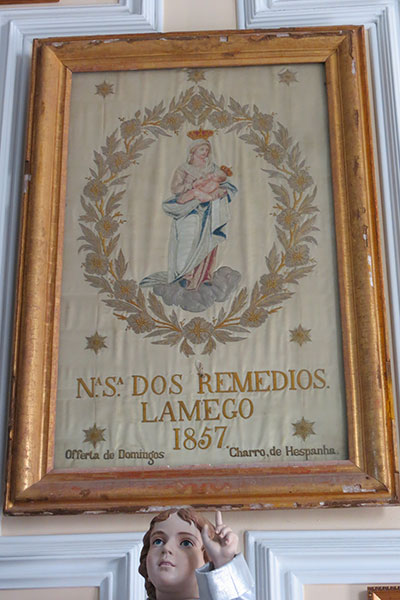 N.ª S.ª DOS REMEDIOS.
LAMEGO
1857
Offerta de Domingos "Charro, de Hespanha.